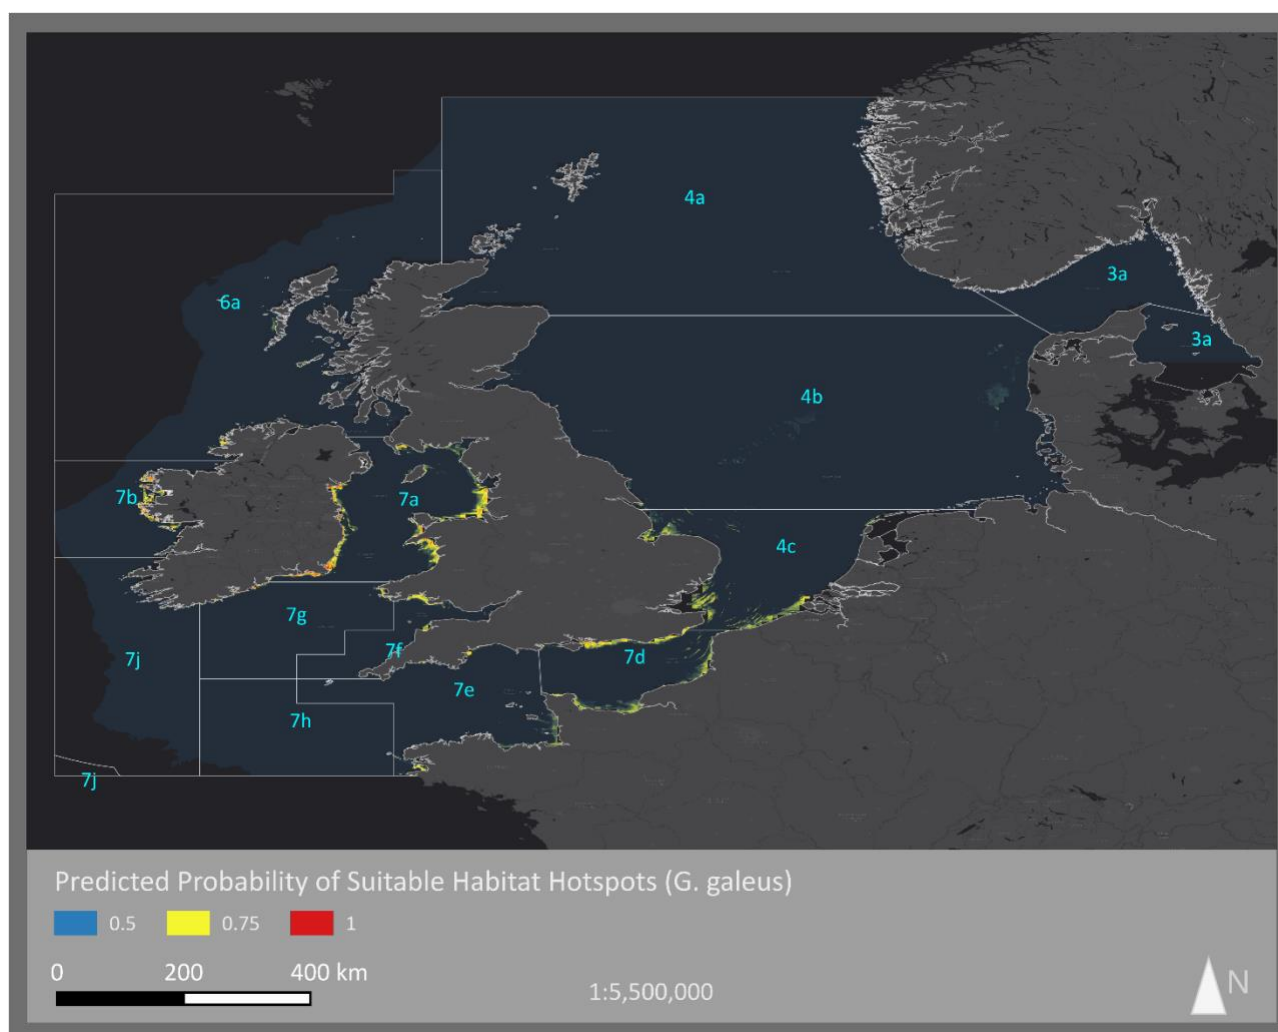 4a
3a
6a
3a
4b
7b
7a
4c
7g
7f
7d
7j
7e
7h
7j
Predicted Probability of Suitable Habitat Hotspots (G. galeus)
0.5 0.75 1
0 200 400 km
1:5,500,000
N